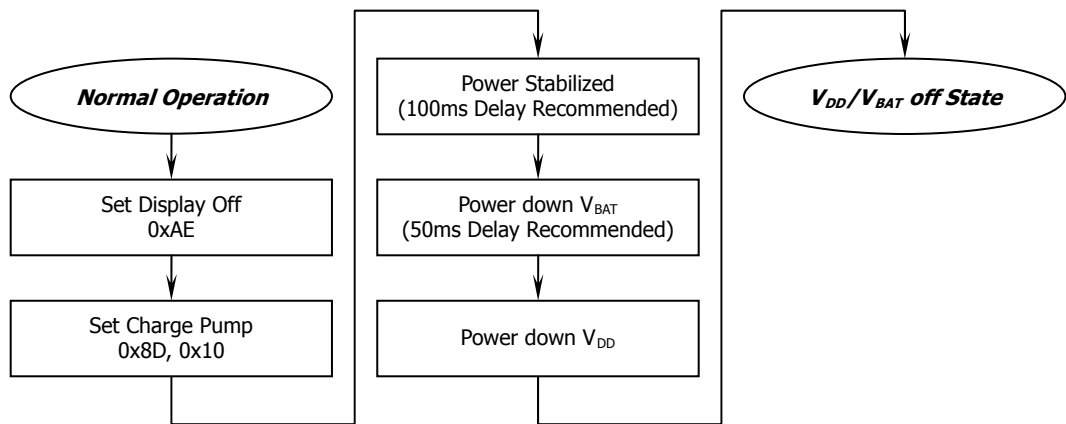 Normal Operation
Set Display Off
0xAE
Set Charge Pump
0x8D, 0x10
Power Stabilized
(100ms Delay Recommended)
Power down VBAT
(50ms Delay Recommended)
Power down VDD
VDD/VBAT off State